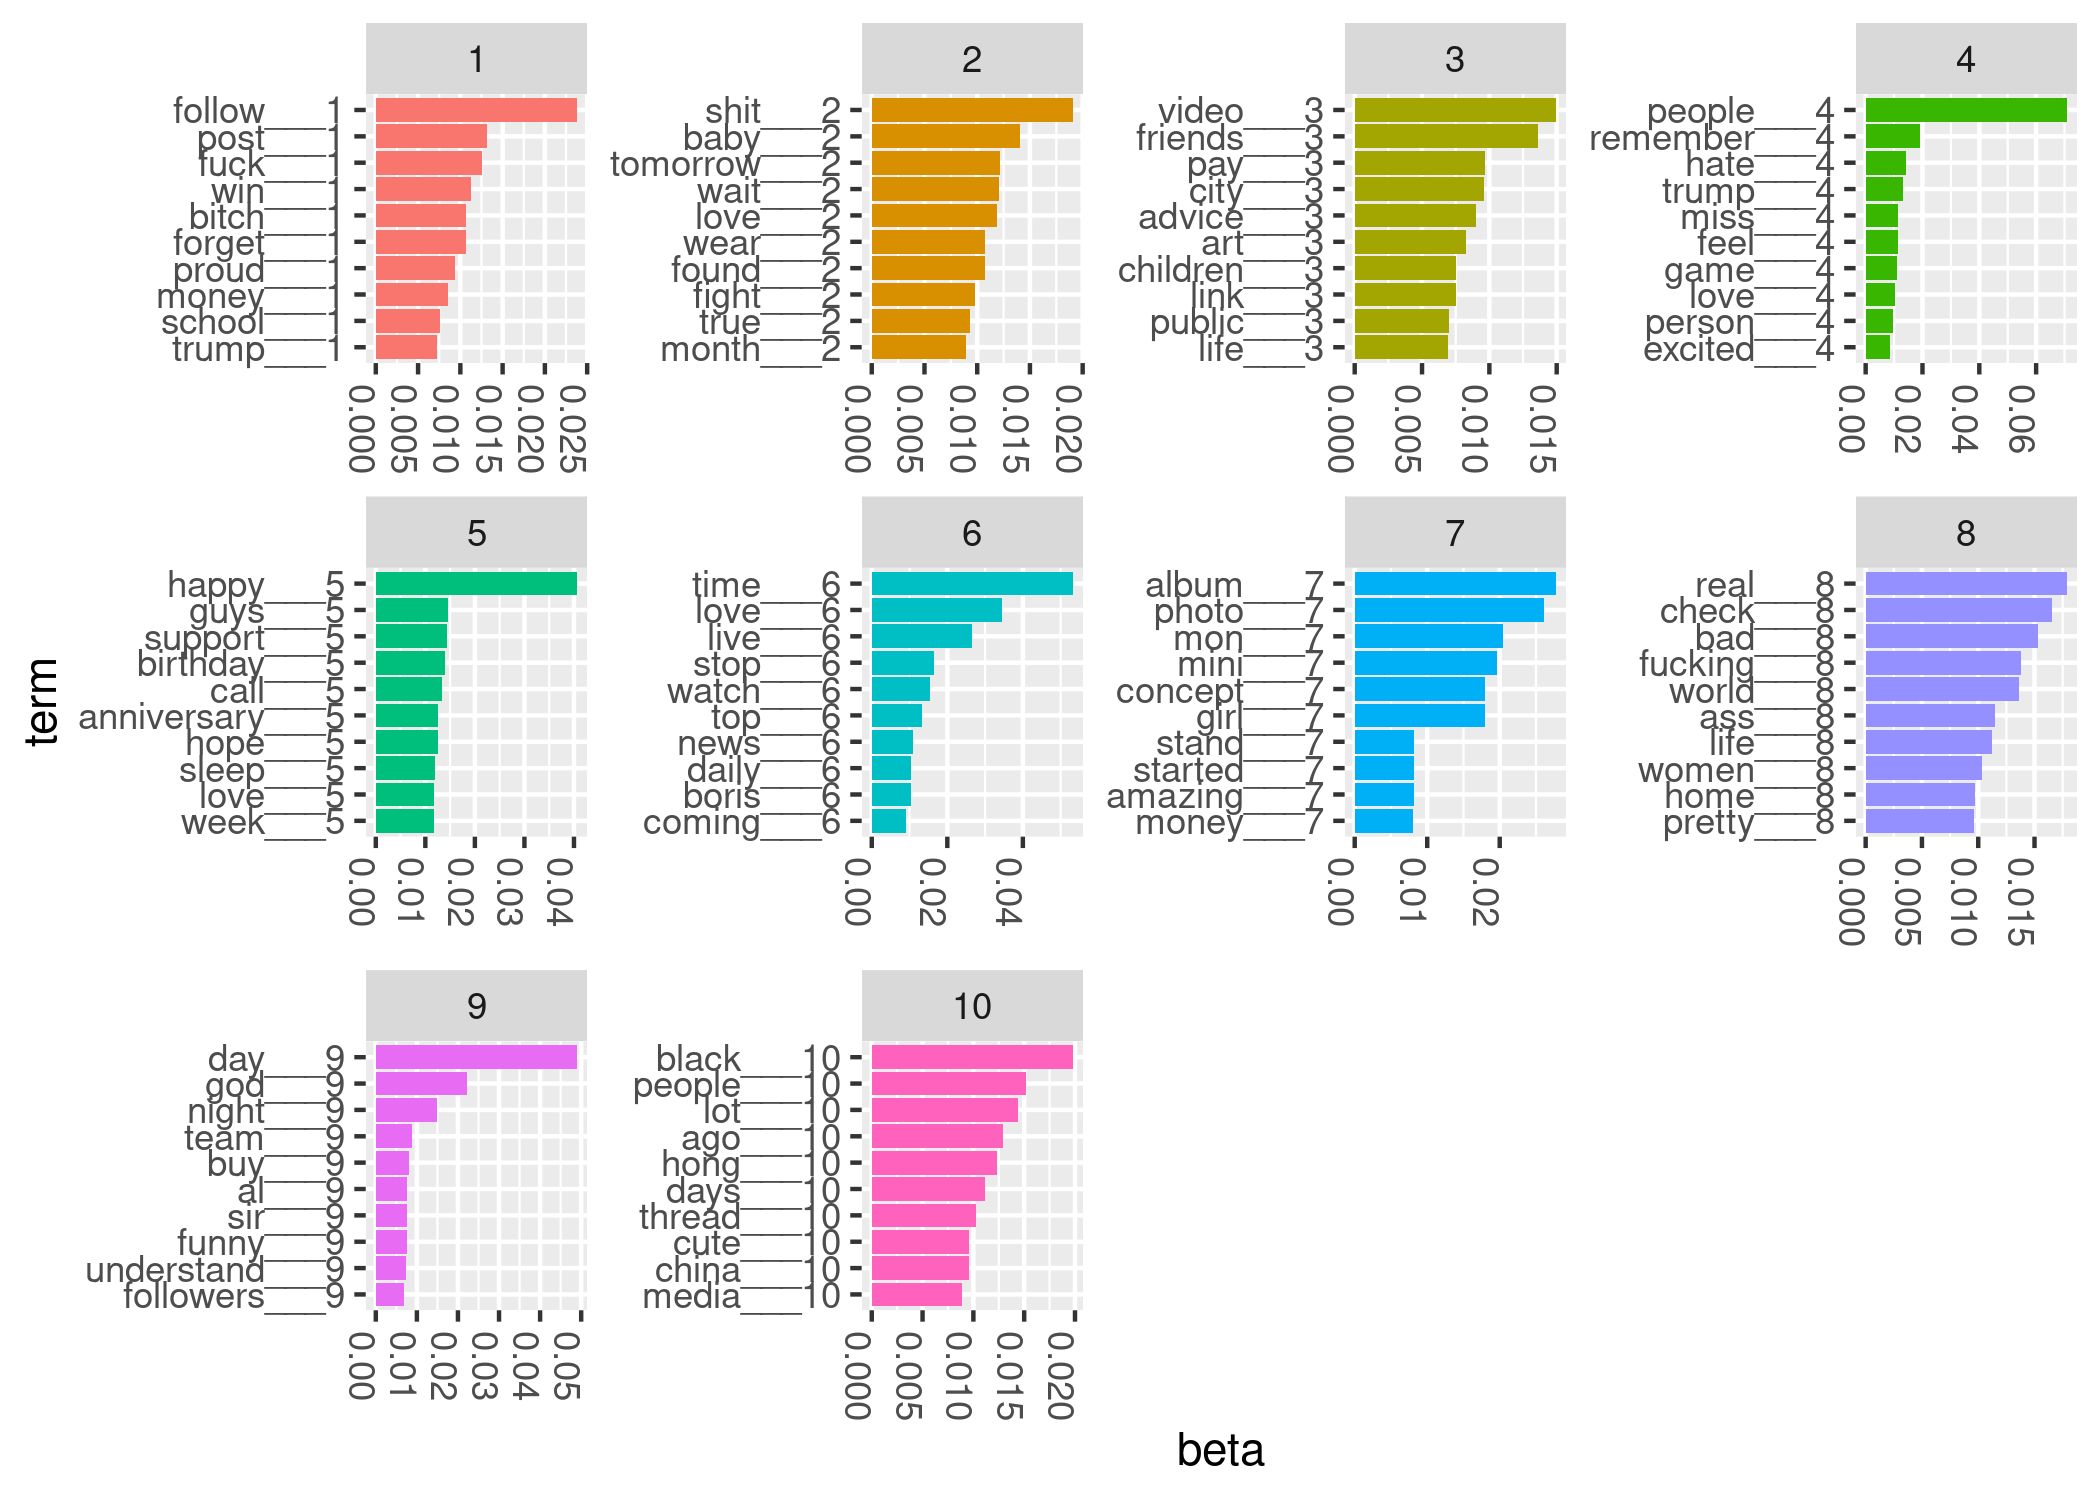 1
follow___1
post___1
fuck___1
win___1
bitch___1
forget___1
proud___1
money___1
school___1
trump___1
0.000 0.005 0.010 0.015 0.020 0.025
2
shit___2
baby___2
tomorrow___2
wait___2
love___2
wear___2
found___2
fight___2
true___2
month___2
0.000 0.005 0.010 0.015 0.020
3
video___3
friends___3
pay___3
city___3
advice___3
art___3
children___3
link___3
public___3
life___3
0.000 0.005 0.010 0.015
4
people___4
remember___4
hate___4
trump___4
miss___4
feel___4
game___4
love___4
person___4
excited___4
0.00 0.02 0.04 0.06
5
happy___5
guys___5
support___5
birthday___5
call___5
anniversary___5
hope___5
sleep___5
love___5
week___5
0.00 0.01 0.02 0.03 0.04
6
time___6
love___6
live___6
stop___6
watch___6
top___6
news___6
daily___6
boris___6
coming___6
0.00 0.02 0.04
7
album___7
photo___7
mon___7
mini___7
concept___7
girl___7
stand___7
started___7
amazing___7
money___7
0.00 0.01 0.02
8
real___8
check___8
bad___8
fucking___8
world___8
ass___8
life___8
women___8
home___8
pretty___8
0.000 0.005 0.010 0.015
9
day___9
god___9
night___9
team___9
buy___9
al___9
sir___9
funny___9
understand___9
followers___9
0.00 0.01 0.02 0.03 0.04 0.05
10
black___10
people___10
lot___10
ago___10
hong___10
days___10
thread___10
cute___10
china___10
media___10
0.000 0.005 0.010 0.015 0.020
term
beta